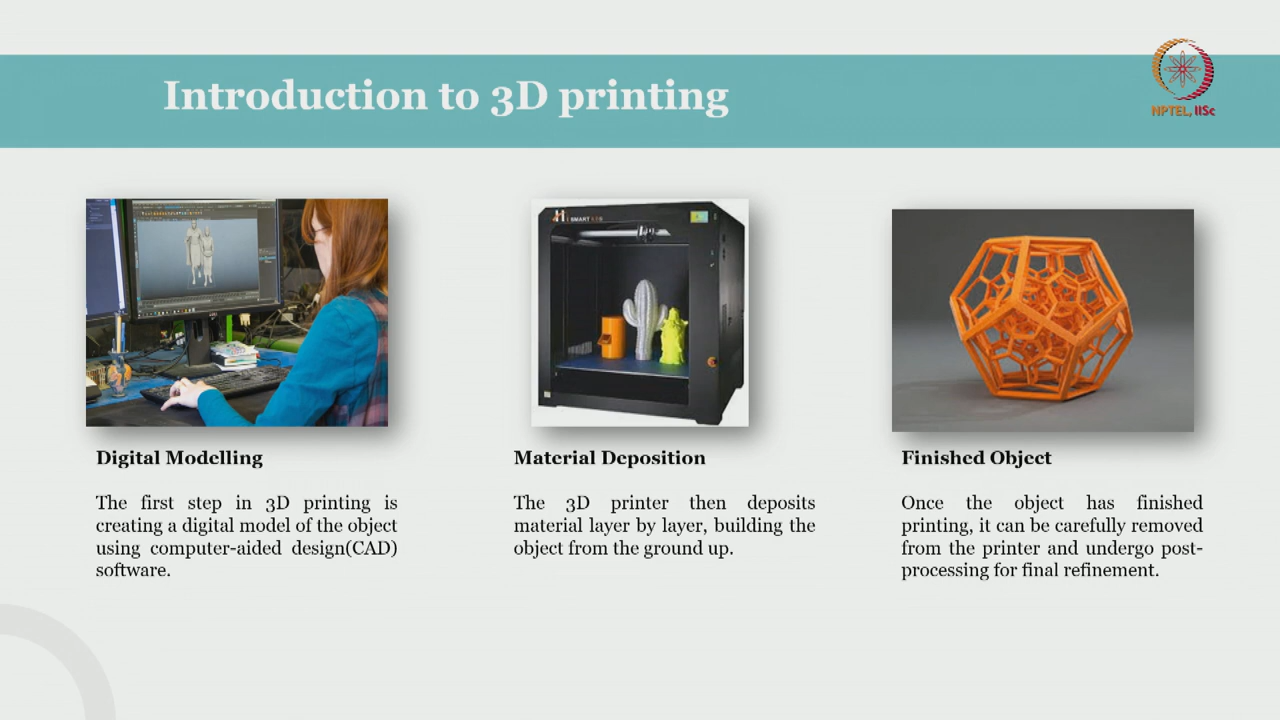 Introduction to 3D printing
NPTEL, IISc
SMART
Digital Modelling
The first step in 3D printing is
creating a digital model of the object
using computer-aided design(CAD)
software.
Material Deposition
The 3D printer then deposits
material layer by layer, building the
object from the ground up.
Finished Object
Once the object has finished
printing, it can be carefully removed
from the printer and undergo post-
processing for final refinement.